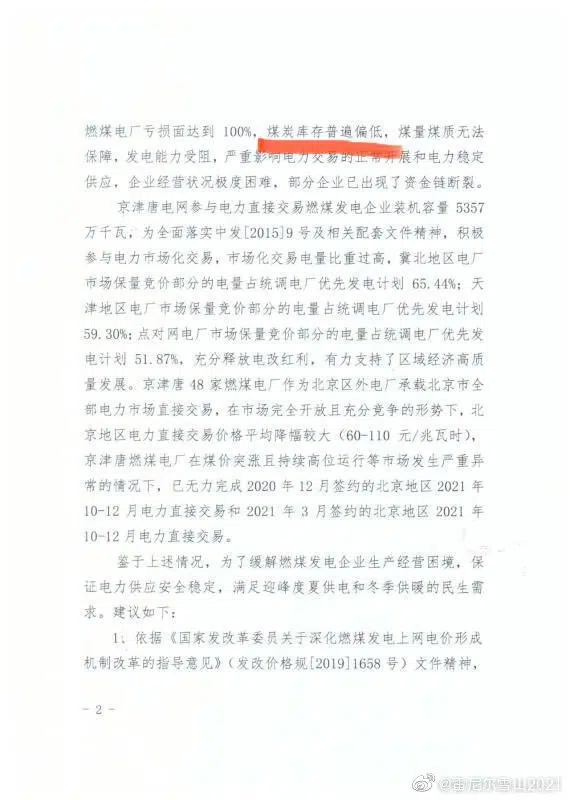 燃煤电厂亏损面达到 100%，煤炭库存普遍偏低，煤量煤质无法
保障，发电能力受阻，严重影响电力交易的正常开展和电力稳定
供应，企业经营状况极度困难，部分企业已出现了资金链断裂。
京津唐电网参与电力直接交易燃煤发电企业装机容量 5357
万千瓦，为全面落实中发[2015]9 号及相关配套文件精神，积极
参与电力市场化交易，市场化交易电量比重过高，冀北地区电厂
市场保量竞价部分的电量占统调电厂优先发电计划 65.44%；天
津地区电厂市场保量竞价部分的电量占统调电厂优先发电计划
59.30%；点对网电厂市场保量竞价部分的电量占统调电厂优先发
电计划 51.87%，充分释放电改红利，有力支持了区域经济高质
量发展。京津唐 48 家燃煤电厂作为北京区外电厂承载北京市全
部电力市场直接交易，在市场完全开放且充分竞争的形势下，北
京地区电力直接交易价格平均降幅较大（60-110 元/兆瓦时），
京津唐燃煤电厂在煤价突涨且持续高位运行等市场发生严重异
常的情况下，已无力完成 2020 年 12 月签约的北京地区 2021 年
10-12 月电力直接交易和 2021 年 3 月签约的北京地区 2021 年
10-12 月电力直接交易。
鉴于上述情况，为了缓解燃煤发电企业生产经营困境，保
证电力供应安全稳定，满足迎峰度夏供电和冬季供暖的民生需
求。建议如下：
1、依据《国家发改革委员关于深化燃煤发电上网电价形成
机制改革的指导意见》（发改价格规[2019]1658 号）文件精神，
- 2 -
@雷尼尔雪山2021